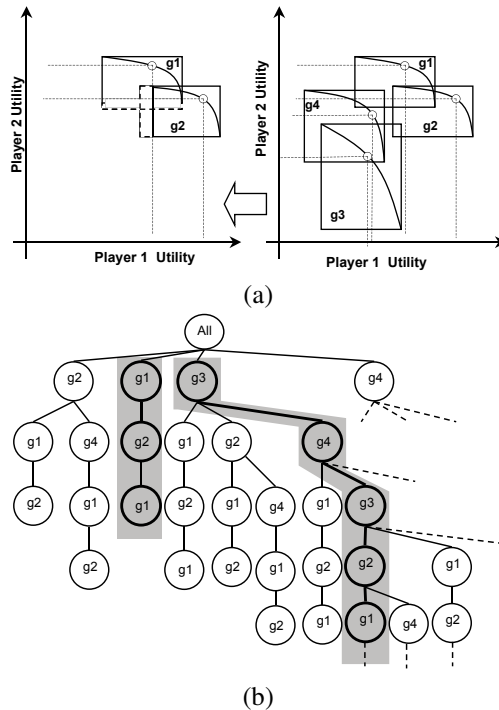 Player 2 Utility
g1
g2
Player 1 Utility
Player 2 Utility
g1
g4
g2
g3
Player 1 Utility
(a)
All
g2 g1 g3 g4
g1 g4 g2 g1 g2 g4
g2 g1 g1 g2 g1 g4 g1 g3
g2 g1 g2 g1 g2 g2 g1
g2 g1 g1 g4 g2
(b)